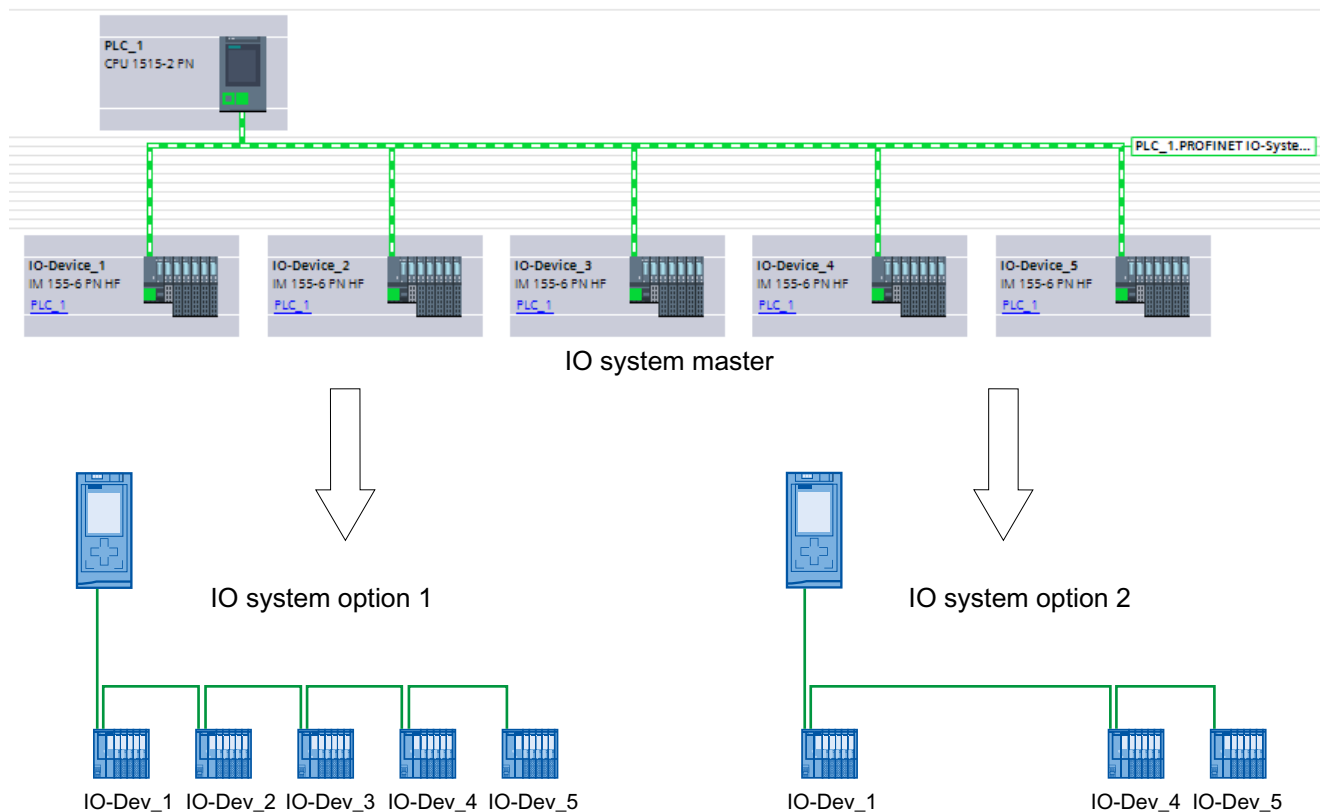 PLC_1
CPU 1515-2 PN
PLC_1.PROFINET IO-Syste...
IO-Device_1
IM 155-6 PN HF
PLC_1
IO-Device_2
IM 155-6 PN HF
PLC_1
IO-Device_3
IM 155-6 PN HF
PLC_1
IO-Device_4
IM 155-6 PN HF
PLC_1
IO-Device_5
IM 155-6 PN HF
PLC_1
IO system master
IO system option 1
IO system option 2
IO-Dev_1 IO-Dev_2 IO-Dev_3 IO-Dev_4 IO-Dev_5
IO-Dev_1 IO-Dev_4 IO-Dev_5